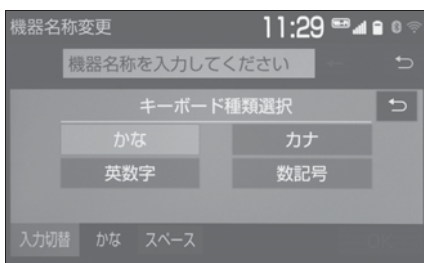 機器名称変更 11:29
機器名称を入力してください
キーボード種類選択
かな カナ
英数字 数記号
入力切替 かな スペース OK